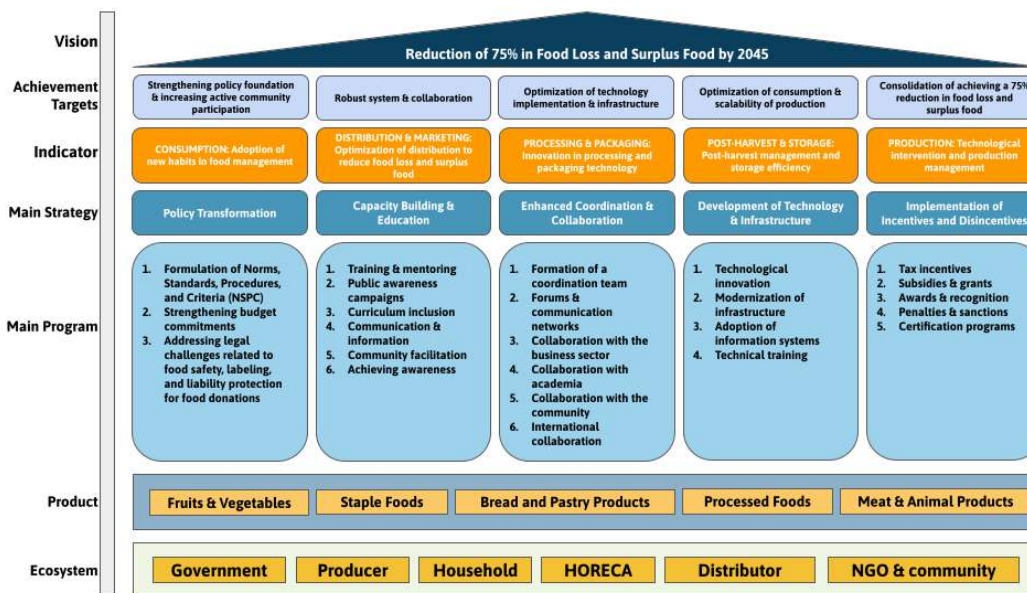 Vision
Reduction of 75% in Food Loss and Surplus Food by 2045
Achievement
Targets
Strengthening policy foundation
& increasing active community
participation
Robust system & collaboration
Optimization of technology
implementation & infrastructure
Optimization of consumption &
scalability of production
Consolidation of achieving a 75%
reduction in food loss and
surplus food
Indicator
CONSUMPTION: Adoption of
new habits in food management
DISTRIBUTION & MARKETING:
Optimization of distribution to
reduce food loss and surplus
food
PROCESSING & PACKAGING:
Innovation in processing and
packaging technology
POST-HARVEST & STORAGE:
Post-harvest management and
storage efficiency
PRODUCTION: Technological
intervention and production
management
Main Strategy
Policy Transformation
Capacity Building &
Education
Enhanced Coordination &
Collaboration
Development of Technology
& Infrastructure
Implementation of
Incentives and Disincentives
Main Program
1. Formulation of Norms,
Standards, Procedures,
and Criteria (NSPC)
2. Strengthening budget
commitments
3. Addressing legal
challenges related to
food safety, labeling,
and liability protection
for food donations
1. Training & mentoring
2. Public awareness
campaigns
3. Curriculum inclusion
4. Communication &
information
5. Community facilitation
6. Achieving awareness
1. Formation of a
coordination team
2. Forums &
communication
networks
3. Collaboration with the
business sector
4. Collaboration with
academia
5. Collaboration with the
community
6. International
collaboration
1. Technological
innovation
2. Modernization of
infrastructure
3. Adoption of
information systems
4. Technical training
1. Tax incentives
2. Subsidies & grants
3. Awards & recognition
4. Penalties & sanctions
5. Certification programs
Product
Fruits & Vegetables
Staple Foods
Bread and Pastry Products
Processed Foods
Meat & Animal Products
Ecosystem
Government
Producer
Household
HORECA
Distributor
NGO & community